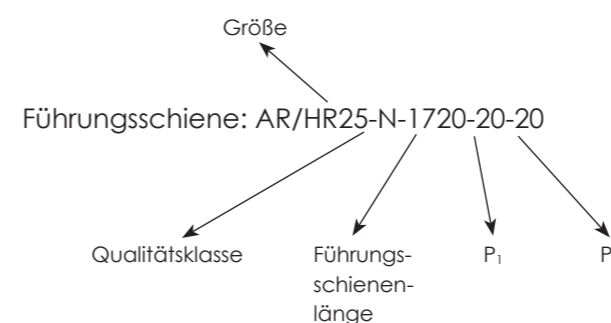 Größe
Führungsschiene: AR/HR25-N-1720-20-20
Qualitätsklasse
Führungs-
schienen-
länge
P₁
P